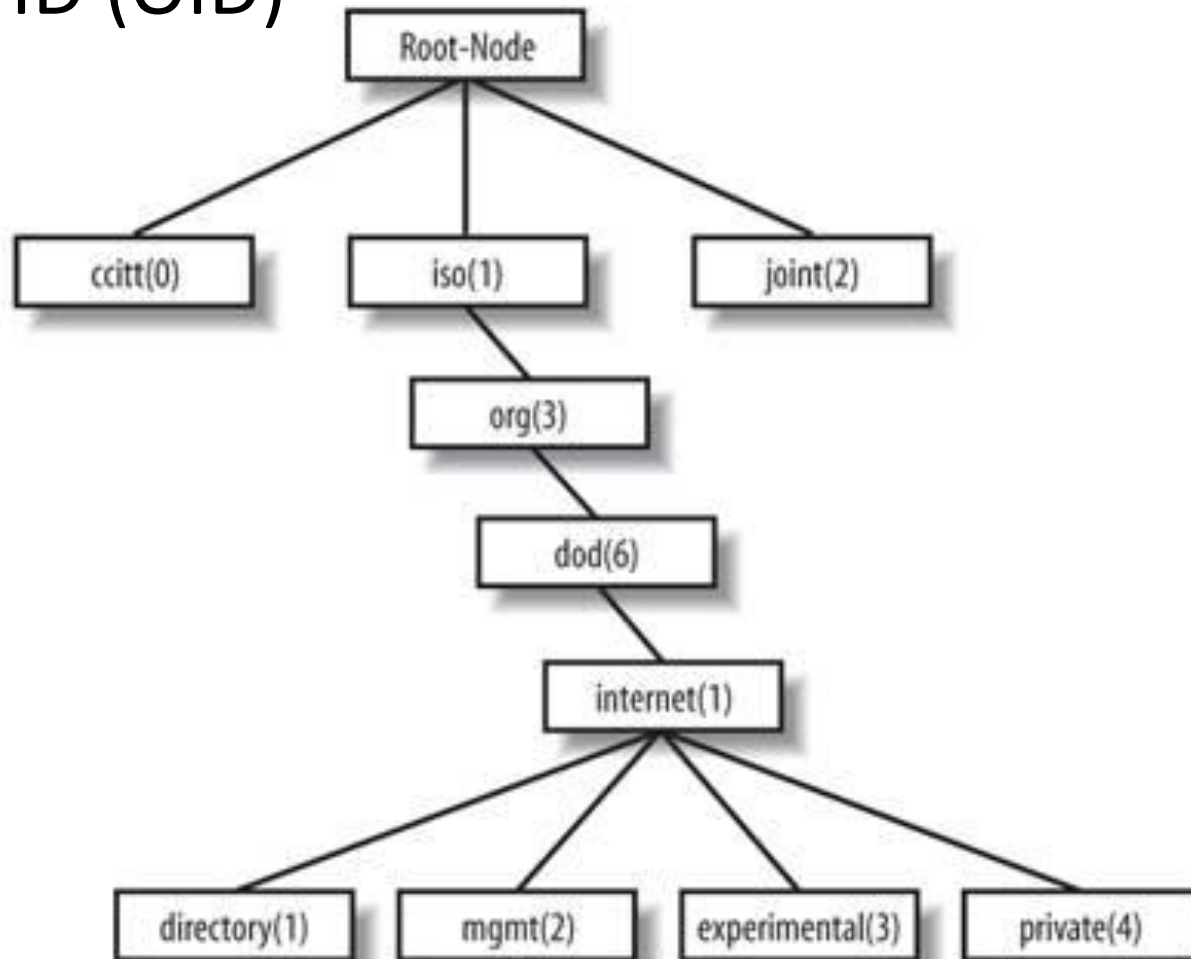 ID (OID)
Root-Node
ccitt(0) iso(1) joint(2)
org(3)
dod(6)
internet(1)
directory(1) mgmt(2) experimental(3) private(4)